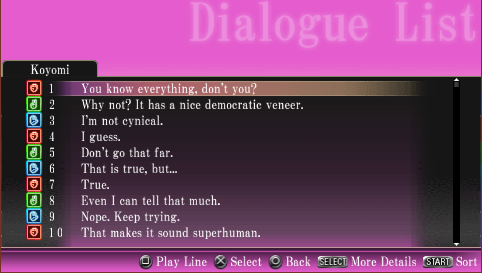 Dialogue List
Koyomi
1 You know everything, don't you?
2 Why not? It has a nice democratic veneer.
3 I'm not cynical.
4 I guess.
5 Don't go that far.
6 That is true, but...
7 True.
8 Even I can tell that much.
9 Nope. Keep trying.
10 That makes it sound superhuman.
Play Line Select Back SELECT More Details START Sort